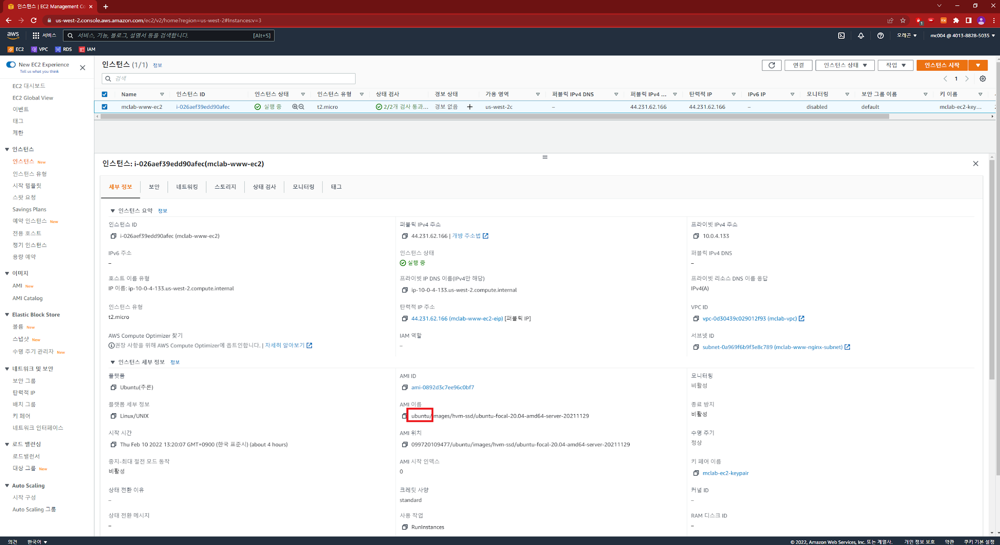 인스턴스 | EC2 Management Co
us-west-2.console.aws.amazon.com/ec2/v2/home?region=us-west-2#Instances:v=3
1
EX
aws
서비스
서비스, 기능, 블로그, 설명서 등을 검색합니다. [Alt+S]
오레곤
mc004 @ 4013-8828-5035
EC2 VPC RDS IAM
New EC2 Experience
Tell us what you think
EC2 대시보드
EC2 Global View
이벤트
태그
제한
인스턴스
인스턴스 New
인스턴스 유형
시작 템플릿
스팟 요청
Savings Plans
예약 인스턴스 New
전용 호스트
정기 인스턴스
용량 예약
이미지
AMI New
AMI Catalog
Elastic Block Store
볼륨 New
스냅샷 New
수명 주기 관리자 New
네트워크 및 보안
보안 그룹
탄력적 IP
배치 그룹
키 페어
네트워크 인터페이스
로드 밸런싱
로드밸런서
대상 그룹 New
Auto Scaling
시작 구성
Auto Scaling 그룹
인스턴스 (1/1) 정보
연결 인스턴스 상태 작업 인스턴스 시작
검색
1
Name 인스턴스 ID 인스턴스 상태 인스턴스 유형 상태 검사 경보 상태 가용 영역 퍼블릭 IPv4 DNS 퍼블릭 IPv4 ... 탄력적 IP IPv6 IP 모니터링 보안 그룹 이름 키 이름
mclab-www-ec2 i-026aef39edd90afec 실행 중 t2.micro 2/2개 검사 통과... 경보 없음 + us-west-2c – 44.231.62.166 44.231.62.166 – disabled default mclab-ec2-key...
인스턴스: i-026aef39edd90afec(mclab-www-ec2)
세부 정보 보안 네트워킹 스토리지 상태 검사 모니터링 태그
인스턴스 요약 정보
인스턴스 ID
i-026aef39edd90afec (mclab-www-ec2)
퍼블릭 IPv4 주소
44.231.62.166 | 개방 주소법
프라이빗 IPv4 주소
10.0.4.133
IPv6 주소
–
인스턴스 상태
실행 중
퍼블릭 IPv4 DNS
–
호스트 이름 유형
IP 이름: ip-10-0-4-133.us-west-2.compute.internal
프라이빗 IP DNS 이름(IPv4만 해당)
ip-10-0-4-133.us-west-2.compute.internal
프라이빗 리소스 DNS 이름 응답
IPv4(A)
인스턴스 유형
t2.micro
탄력적 IP 주소
44.231.62.166 (mclab-www-ec2-eip) [퍼블릭 IP]
VPC ID
vpc-0d30439c029012f93 (mclab-vpc)
AWS Compute Optimizer 찾기
권장 사항을 위해 AWS Compute Optimizer에 옵트인합니다. | 자세히 알아보기
IAM 역할
–
서브넷 ID
subnet-0a969f6b9f3e8c789 (mclab-www-nginx-subnet)
인스턴스 세부 정보 정보
플랫폼
Ubuntu(추론)
AMI ID
ami-0892d3c7ee96c0bf7
모니터링
비활성
플랫폼 세부 정보
Linux/UNIX
AMI 이름
ubuntu/images/hvm-ssd/ubuntu-focal-20.04-amd64-server-20211129
종료 방지
비활성
시작 시간
Thu Feb 10 2022 13:20:07 GMT+0900 (한국 표준시) (about 4 hours)
AMI 위치
099720109477/ubuntu/images/hvm-ssd/ubuntu-focal-20.04-amd64-server-20211129
수명 주기
정상
중지-최대 절전 모드 동작
비활성
AMI 시작 인덱스
0
키 페어 이름
mclab-ec2-keypair
상태 전환 이유
–
크레딧 사양
standard
커널 ID
–
상태 전환 메시지
–
사용 작업
RunInstances
RAM 디스크 ID
–
의견 한국어
© 2022, Amazon Web Services, Inc. 또는 계열사. 개인 정보 보호 약관 쿠키 기본 설정